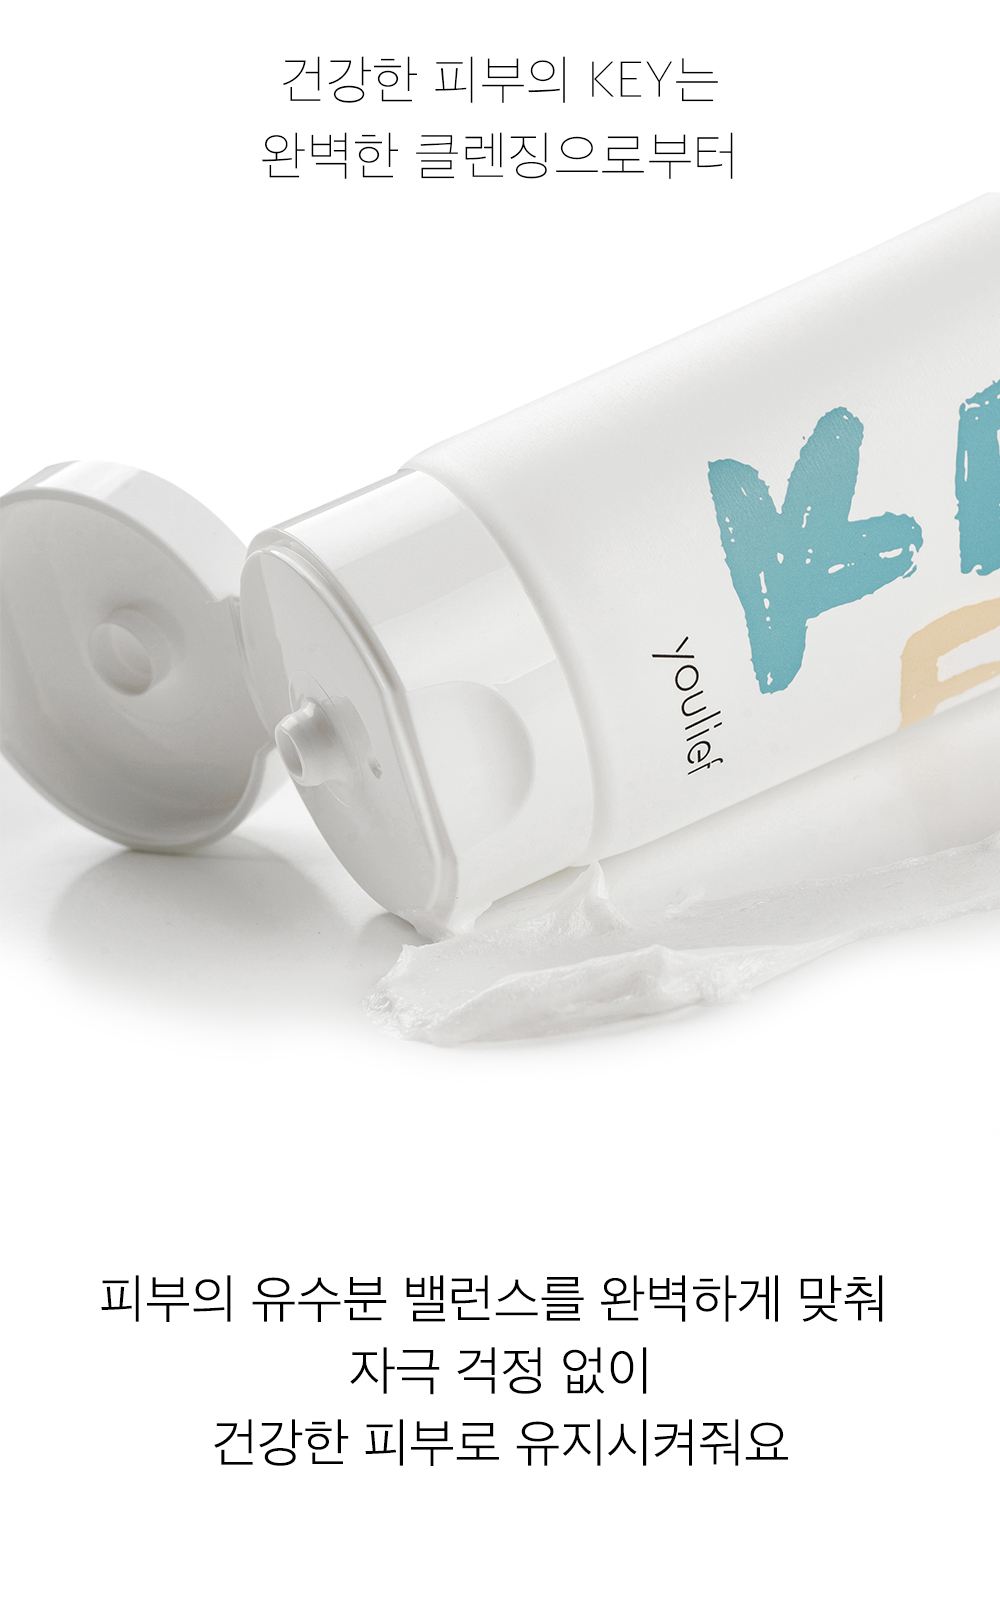 건강한 피부의 KEY는
완벽한 클렌징으로부터
youlief
피부의 유수분 밸런스를 완벽하게 맞춰
자극 걱정 없이
건강한 피부로 유지시켜줘요